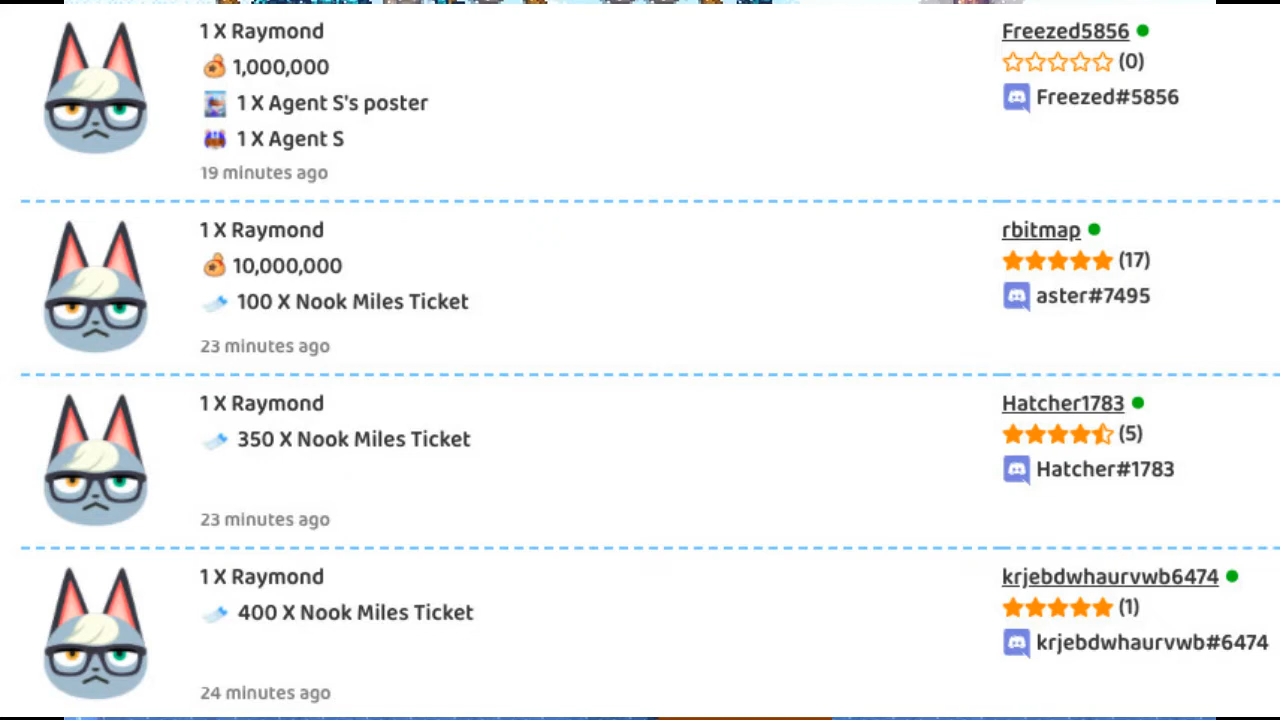 1 X Raymond
1,000,000
1 X Agent S's poster
1 X Agent S
19 minutes ago
Freezed5856
(0)
Freezed#5856
1 X Raymond
10,000,000
100 X Nook Miles Ticket
23 minutes ago
rbitmap
(17)
aster#7495
1 X Raymond
350 X Nook Miles Ticket
23 minutes ago
Hatcher1783
(5)
Hatcher#1783
1 X Raymond
400 X Nook Miles Ticket
24 minutes ago
krjebdwhaurvwb6474
(1)
krjebdwhaurvwb#6474